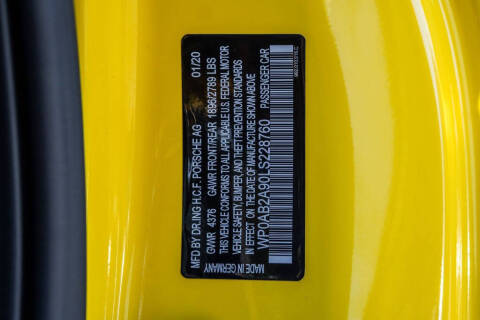 MFD BY DR.ING H.C.F. PORSCHE AG 01/20
GVWR 4376 GAWR FRONT/REAR 1896/2789 LBS
THIS VEHICLE CONFORMS TO ALL APPLICABLE U.S. FEDERAL MOTOR
VEHICLE SAFETY, BUMPER, AND THEFT PREVENTION STANDARDS
IN EFFECT ON THE DATE OF MANUFACTURE SHOWN ABOVE
WP0AB2A90LS228760 PASSENGER CAR
MADE IN GERMANY